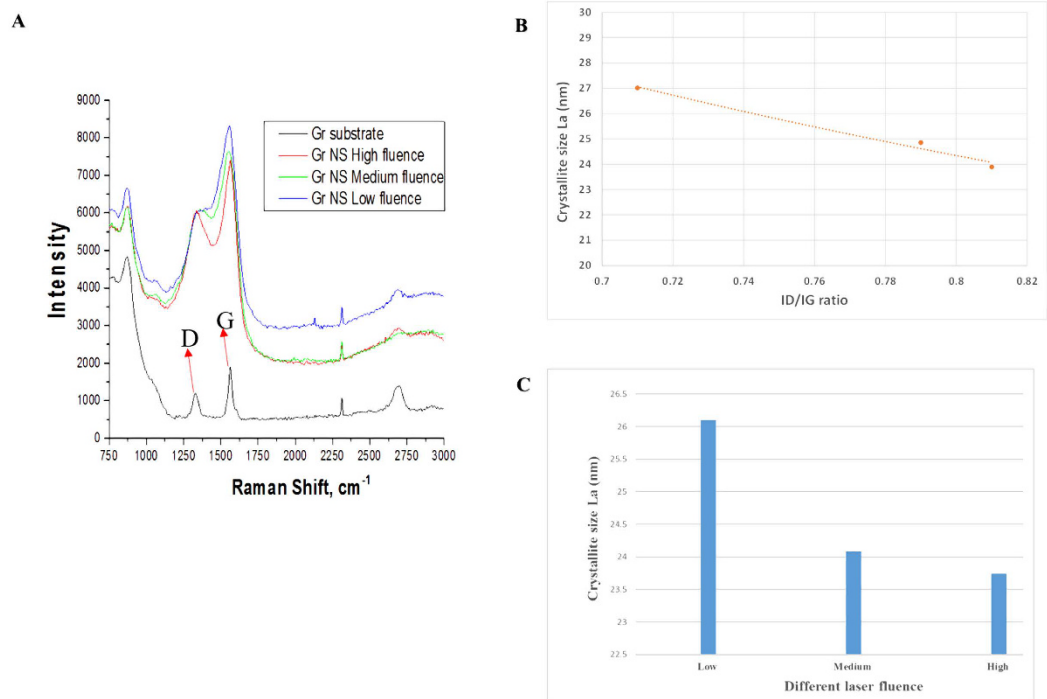 A
Intensity
9000
8000
7000
6000
5000
4000
3000
2000
1000
0
Gr substrate
Gr NS High fluence
Gr NS Medium fluence
Gr NS Low fluence
D
G
750 1000 1250 1500 1750 2000 2250 2500 2750 3000
Raman Shift, cm-1
B
Crystallite size La (nm)
30
29
28
27
26
25
24
23
22
21
20
0.7 0.72 0.74 0.76 0.78 0.8 0.82
ID/IG ratio
C
Crystallite size La (nm)
26.5
26
25.5
25
24.5
24
23.5
23
22.5
Low Medium High
Different laser fluence